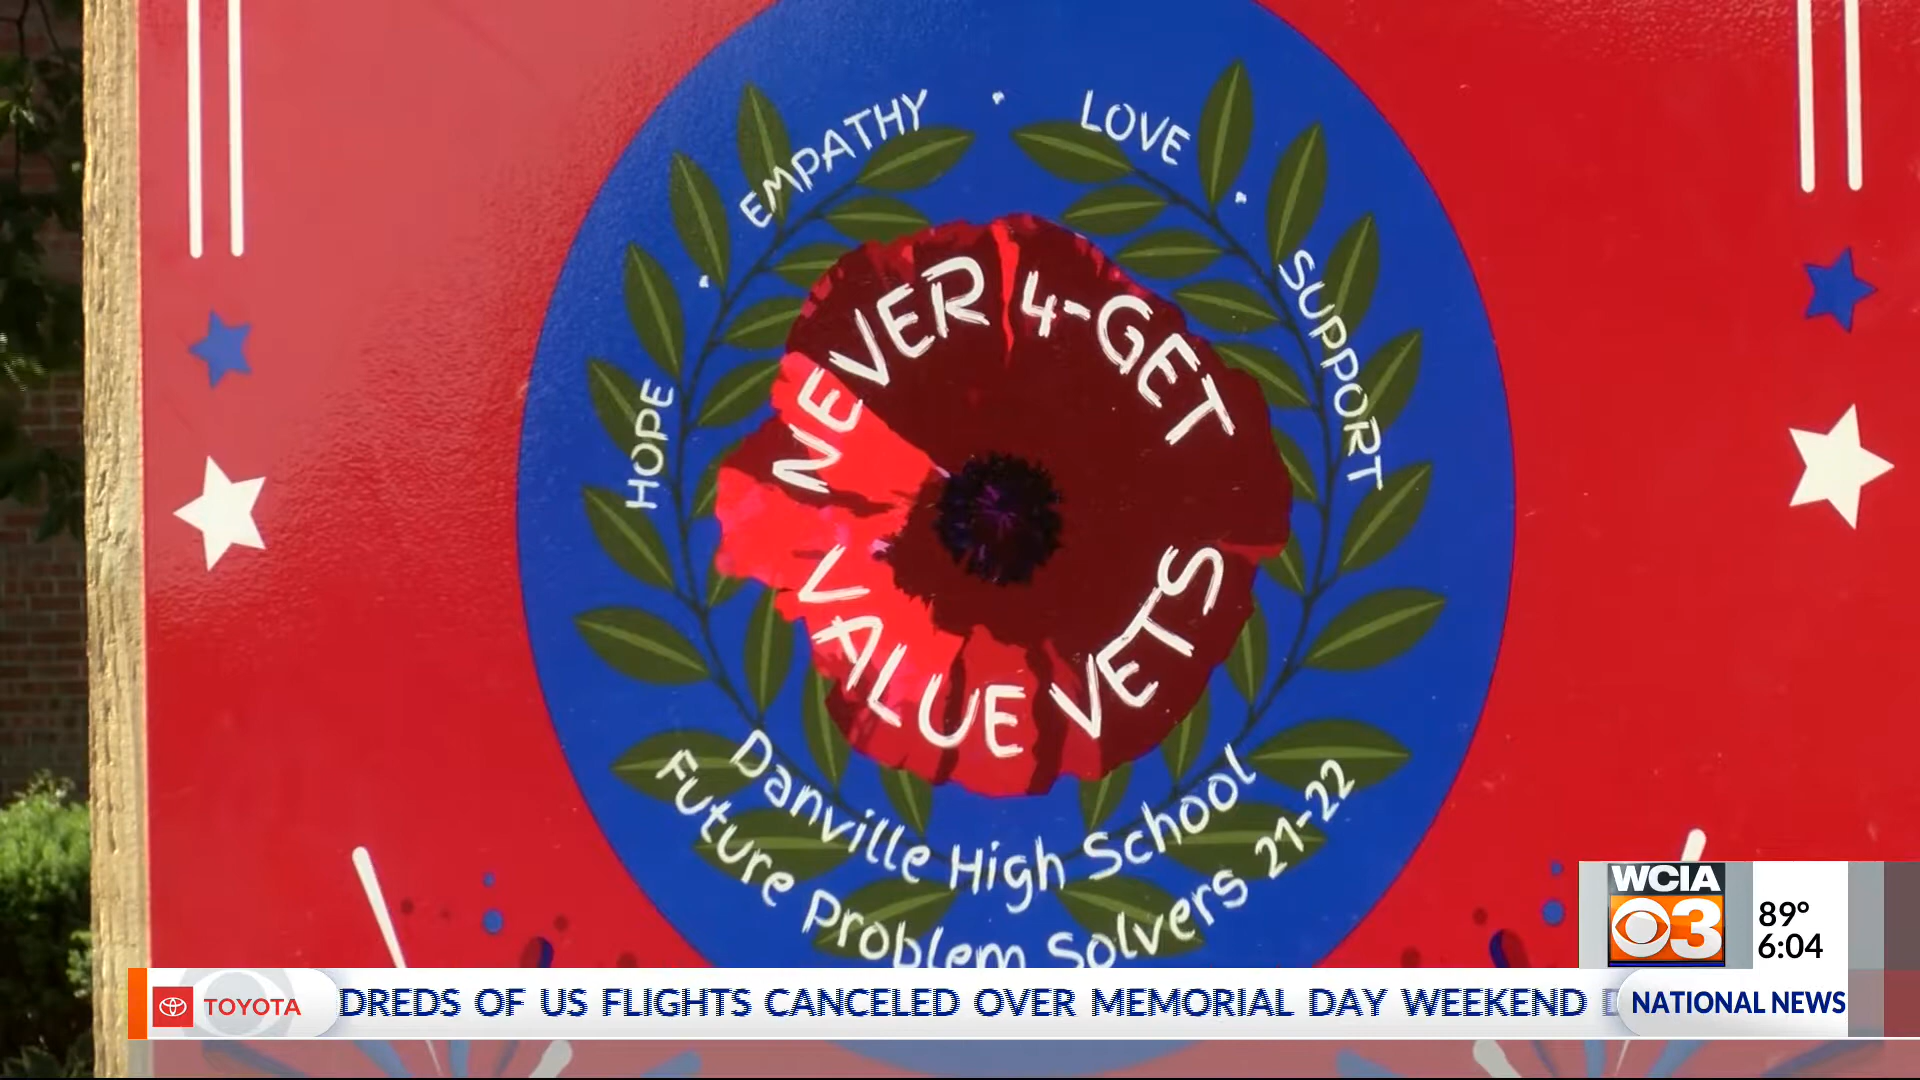 HOPE · EMPATHY · LOVE · SUPPORT
NEVER 4-GET
VALUE VETS
Danville High School
Future Problem Solvers 21-22
WCIA
3
89°
6:04
TOYOTA
DREDS OF US FLIGHTS CANCELED OVER MEMORIAL DAY WEEKEND
NATIONAL NEWS